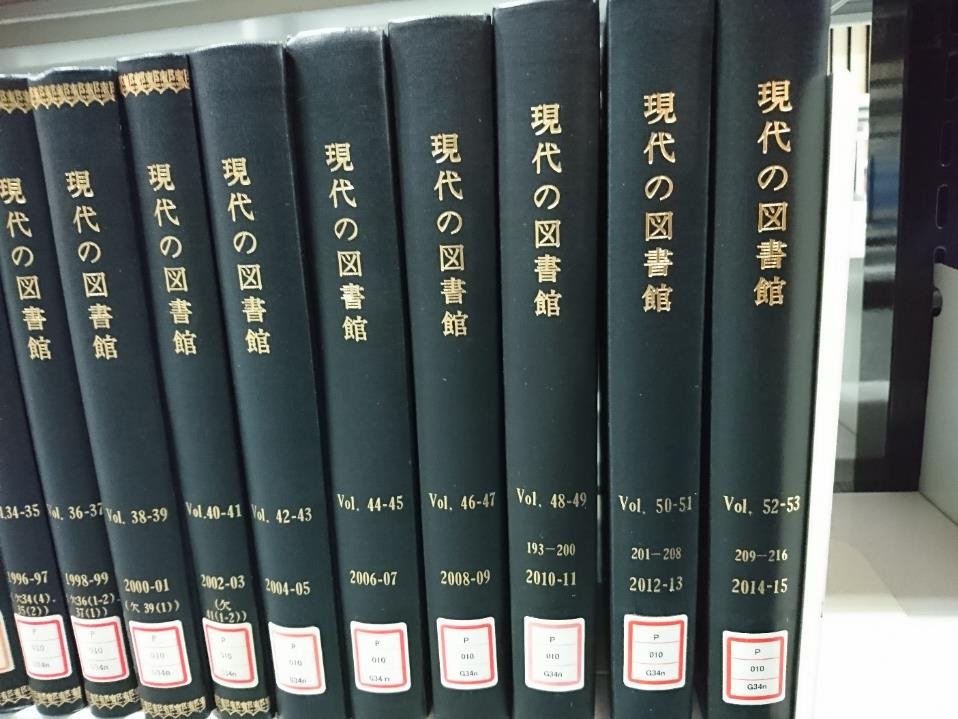 l.34-35
1996-97
(欠34(4)・
35(2))
P
010
G34n
現代の図書館
Vol. 36-37
1998-99
(欠36(1-2)・
37(1))
P
010
G34n
現代の図書館
Vol. 38-39
2000-01
(欠 39(1))
P
010
G34n
現代の図書館
Vol.40-41
2002-03
(欠
41(1-2))
P
010
G34n
現代の図書館
Vol. 42-43
2004-05
P
010
G34n
現代の図書館
Vol. 44-45
2006-07
P
010
G34n
現代の図書館
Vol. 46-47
2008-09
P
010
G34n
現代の図書館
Vol. 48-49
193-200
2010-11
P
010
G34n
現代の図書館
Vol. 50-51
201-208
2012-13
P
010
G34n
現代の図書館
Vol. 52-53
209-216
2014-15
P
010
G34n